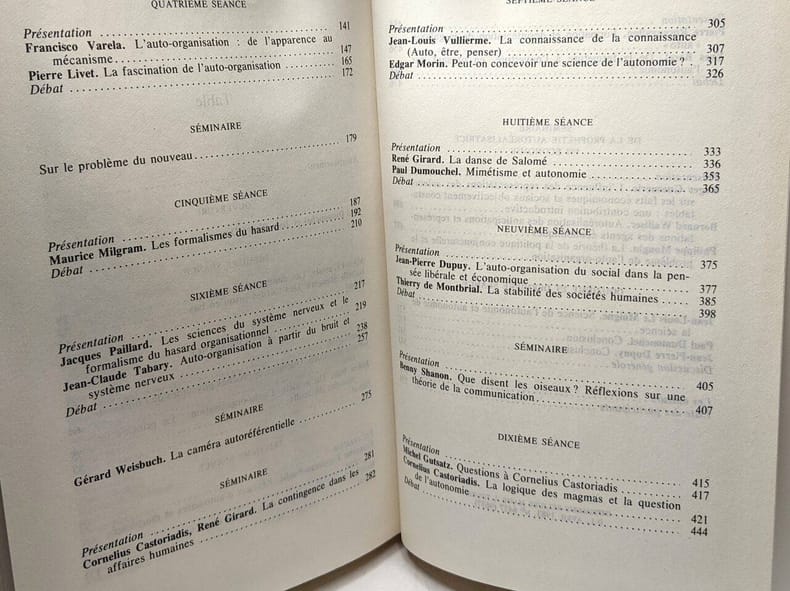 QUATRIÈME SÉANCE
Présentation 141
Francisco Varela. L'auto-organisation : de l'apparence au
mécanisme 147
Pierre Livet. La fascination de l'auto-organisation 165
Débat 172
SÉMINAIRE
Sur le problème du nouveau 179
CINQUIÈME SÉANCE
Présentation 187
Maurice Milgram. Les formalismes du hasard 192
Débat 210
SIXIÈME SÉANCE
Présentation 217
Jacques Paillard. Les sciences du système nerveux et le
formalisme du hasard organisationnel 219
Jean-Claude Tabary. Auto-organisation à partir du bruit et
système nerveux 238
Débat 257
SÉMINAIRE
Gérard Weisbuch. La caméra autoréférentielle 275
SÉMINAIRE
Présentation 281
Cornelius Castoriadis, René Girard. La contingence dans les
affaires humaines 282
SEPTIÈME SÉANCE
Présentation 305
Jean-Louis Vullierme. La connaissance de la connaissance
(Auto, être, penser) 307
Edgar Morin. Peut-on concevoir une science de l'autonomie ? 317
Débat 326
HUITIÈME SÉANCE
Présentation 333
René Girard. La danse de Salomé 336
Paul Dumouchel. Mimétisme et autonomie 353
Débat 365
NEUVIÈME SÉANCE
Présentation 375
Jean-Pierre Dupuy. L'auto-organisation du social dans la pen-
sée libérale et économique 377
Thierry de Montbrial. La stabilité des sociétés humaines 385
Débat 398
SÉMINAIRE
Présentation 405
Benny Shanon. Que disent les oiseaux ? Réflexions sur une
théorie de la communication 407
DIXIÈME SÉANCE
Présentation 415
Michel Gutsatz. Questions à Cornelius Castoriadis 417
Cornelius Castoriadis. La logique des magmas et la question
de l'autonomie 421
Débat 444